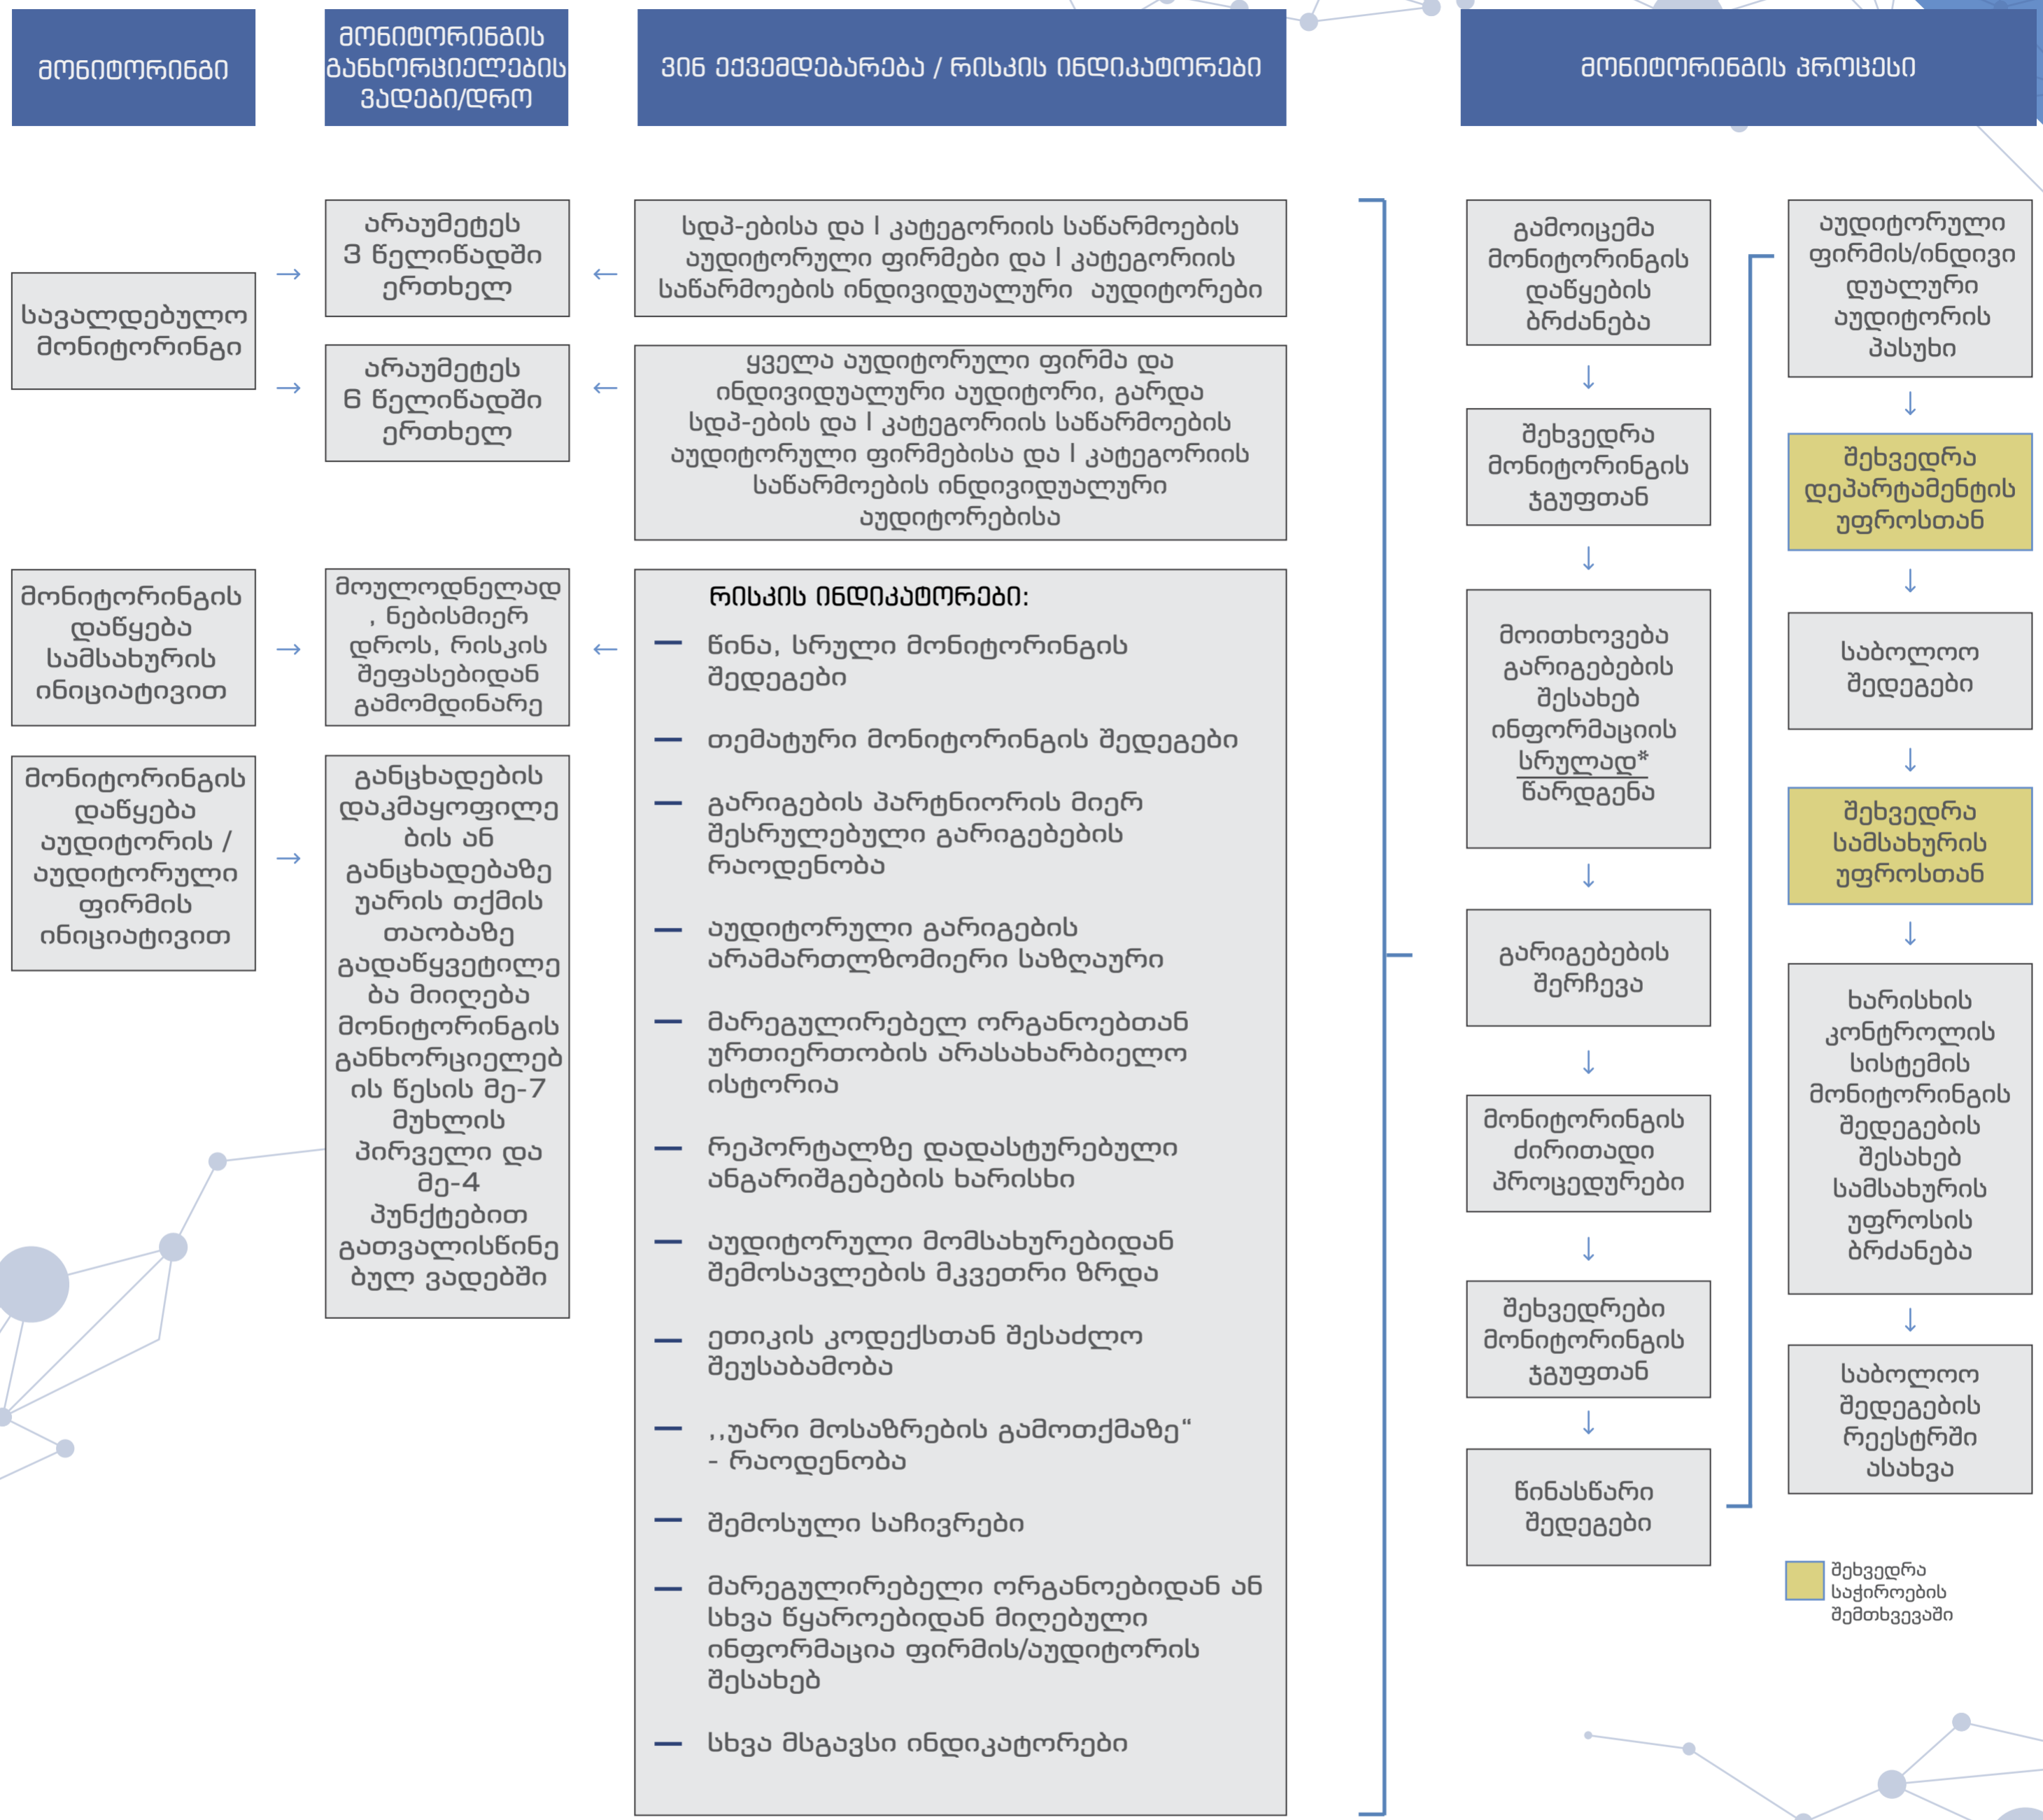 ᲛᲝᲜᲘᲢᲝᲠᲘᲜᲒᲘ
ᲛᲝᲜᲘᲢᲝᲠᲘᲜᲒᲘᲡ
ᲒᲐᲜᲮᲝᲠᲪᲘᲔᲚᲔᲑᲘᲡ
ᲕᲐᲓᲔᲑᲘ/ᲓᲠᲝ
ᲕᲘᲜ ᲔᲥᲕᲔᲛᲓᲔᲑᲐᲠᲔᲑᲐ / ᲠᲘᲡᲙᲘᲡ ᲘᲜᲓᲘᲙᲐᲢᲝᲠᲔᲑᲘ
ᲛᲝᲜᲘᲢᲝᲠᲘᲜᲒᲘᲡ ᲞᲠᲝᲪᲔᲡᲘ
სავალდებულო
მონიტორინგი
არაუმეტეს
3 წელიწადში
ერთხელ
სდპ-ებისა და I კატეგორიის საწარმოების
აუდიტორული ფირმები და I კატეგორიის
საწარმოების ინდივიდუალური აუდიტორები
არაუმეტეს
6 წელიწადში
ერთხელ
ყველა აუდიტორული ფირმა და
ინდივიდუალური აუდიტორი, გარდა
სდპ-ების და I კატეგორიის საწარმოების
აუდიტორული ფირმებისა და I კატეგორიის
საწარმოების ინდივიდუალური
აუდიტორებისა
მონიტორინგის
დაწყება
სამსახურის
ინიციატივით
მოულოდნელად
, ნებისმიერ
დროს, რისკის
შეფასებიდან
გამომდინარე
მონიტორინგის
დაწყება
აუდიტორის /
აუდიტორული
ფირმის
ინიციატივით
განცხადების
დაკმაყოფილე
ბის ან
განცხადებაზე
უარის თქმის
თაობაზე
გადაწყვეტილე
ბა მიიღება
მონიტორინგის
განხორციელებ
ის წესის მე-7
მუხლის
პირველი და
მე-4
პუნქტებით
გათვალისწინე
ბულ ვადებში
ᲠᲘᲡᲙᲘᲡ ᲘᲜᲓᲘᲙᲐᲢᲝᲠᲔᲑᲘ:
— წინა, სრული მონიტორინგის
შედეგები
— თემატური მონიტორინგის შედეგები
— გარიგების პარტნიორის მიერ
შესრულებული გარიგებების
რაოდენობა
— აუდიტორული გარიგების
არამართლზომიერი საზღაური
— მარეგულირებელ ორგანოებთან
ურთიერთობის არასახარბიელო
ისტორია
— რეპორტალზე დადასტურებული
ანგარიშგებების ხარისხი
— აუდიტორული მომსახურებიდან
შემოსავლების მკვეთრი ზრდა
— ეთიკის კოდექსთან შესაძლო
შეუსაბამობა
— ,,უარი მოსაზრების გამოთქმაზე“
- რაოდენობა
— შემოსული საჩივრები
— მარეგულირებელი ორგანოებიდან ან
სხვა წყაროებიდან მიღებული
ინფორმაცია ფირმის/აუდიტორის
შესახებ
— სხვა მსგავსი ინდიკატორები
გამოიცემა
მონიტორინგის
დაწყების
ბრძანება
შეხვედრა
მონიტორინგის
ჯგუფთან
მოითხოვება
გარიგებების
შესახებ
ინფორმაციის
სრულად*
წარდგენა
გარიგებების
შერჩევა
მონიტორინგის
ძირითადი
პროცედურები
შეხვედრები
მონიტორინგის
ჯგუფთან
წინასწარი
შედეგები
აუდიტორული
ფირმის/ინდივი
დუალური
აუდიტორის
პასუხი
შეხვედრა
დეპარტამენტის
უფროსთან
საბოლოო
შედეგები
შეხვედრა
სამსახურის
უფროსთან
ხარისხის
კონტროლის
სისტემის
მონიტორინგის
შედეგების
შესახებ
სამსახურის
უფროსის
ბრძანება
საბოლოო
შედეგების
რეესტრში
ასახვა
შეხვედრა
საჭიროების
შემთხვევაში